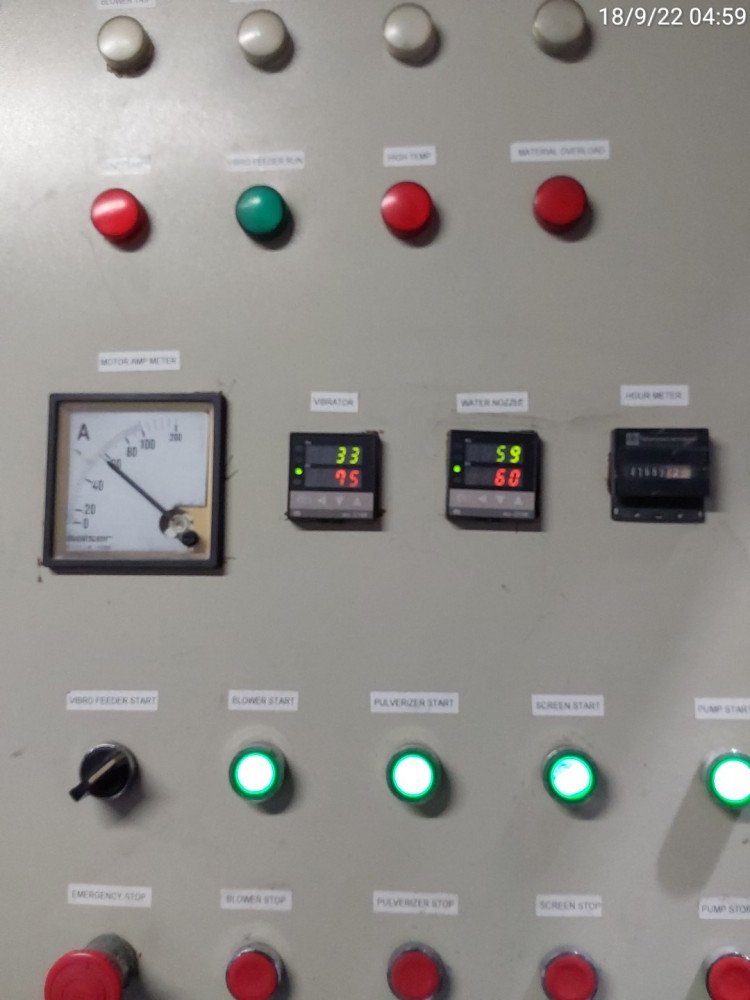 18/9/22 04:59
BLOWER TRIP
VIBRO FEEDER RUN
HIGH TEMP
MATERIAL OVERLOAD
MOTOR AMP METER
VIBRATOR
WATER NOZZLE
HOUR METER
A
0
20
40
60
80
100
200
33
75
59
60
VIBRO FEEDER START
BLOWER START
PULVERIZER START
SCREEN START
PUMP START
EMERGENCY STOP
BLOWER STOP
PULVERIZER STOP
SCREEN STOP
PUMP STOP